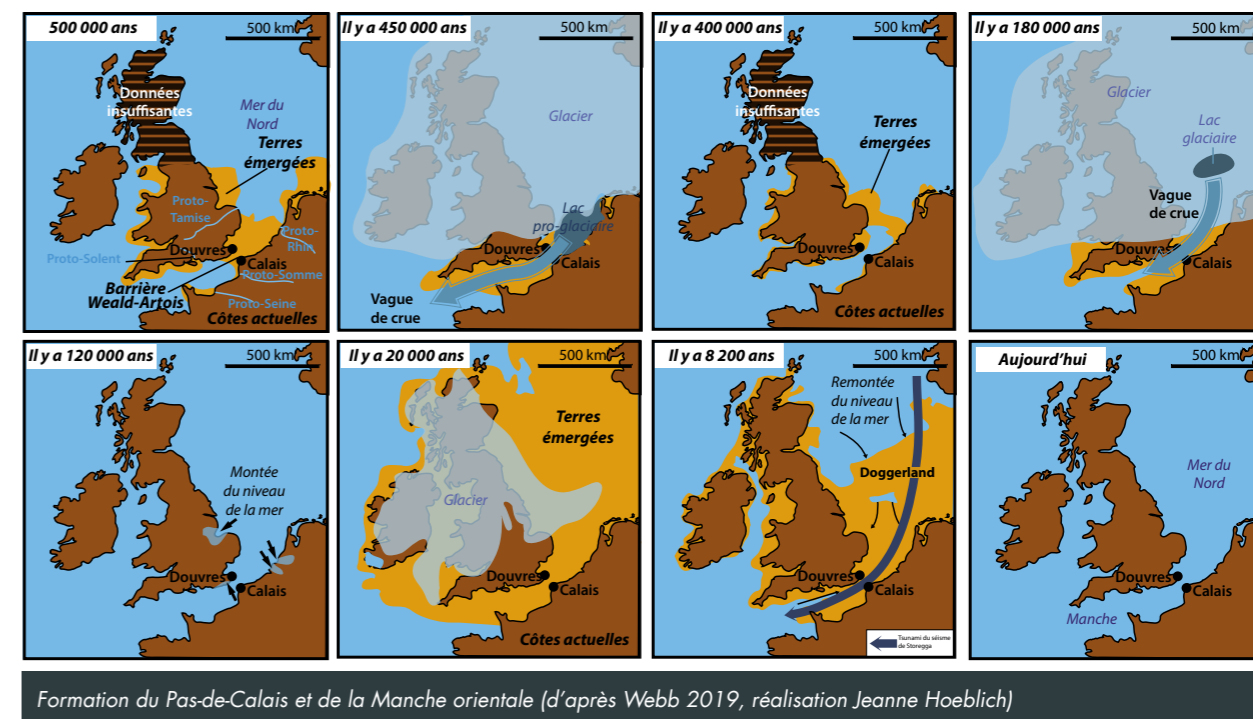 500 000 ans
500 km
Données
insuffisantes
Mer du
Nord
Terres
émergées
Proto-
Tamise
Proto-
Rhin
Douvres
Proto-Solent
Calais
Proto-Somme
Barrière
Weald-Artois
Proto-Seine
Côtes actuelles
Il y a 450 000 ans
500 km
Glacier
Lac
pro-glaciaire
Douvres
Calais
Vague
de crue
Il y a 400 000 ans
500 km
Données
insuffisantes
Terres
émergées
Douvres
Calais
Côtes actuelles
Il y a 180 000 ans
500 km
Glacier
Lac
glaciaire
Vague
de crue
Douvres
Calais
Il y a 120 000 ans
500 km
Montée
du niveau
de la mer
Douvres
Calais
Il y a 20 000 ans
500 km
Terres
émergées
Glacier
Douvres
Calais
Côtes actuelles
Il y a 8 200 ans
500 km
Remontée
du niveau
de la mer
Doggerland
Douvres
Calais
Tsunami du séisme
de Storegga
Aujourd'hui
500 km
Mer du
Nord
Douvres
Calais
Manche
Formation du Pas-de-Calais et de la Manche orientale (d'après Webb 2019, réalisation Jeanne Hoeblich)